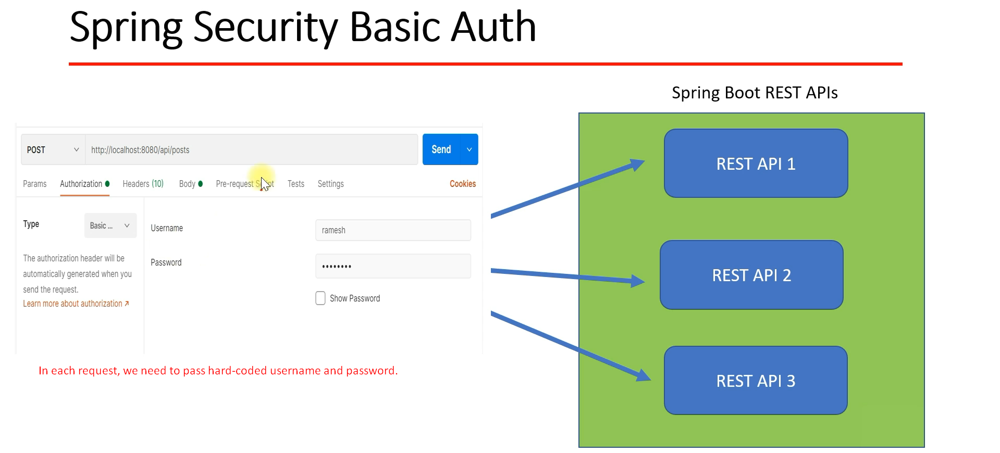 Spring Security Basic Auth
Spring Boot REST APIs
POST
http://localhost:8080/api/posts
Send
Params Authorization Headers (10) Body Pre-request Tests Settings Cookies
Type
Basic ...
The authorization header will be
automatically generated when you
send the request.
Learn more about authorization ↗
Username
ramesh
Password
••••••••
Show Password
In each request, we need to pass hard-coded username and password.
REST API 1
REST API 2
REST API 3